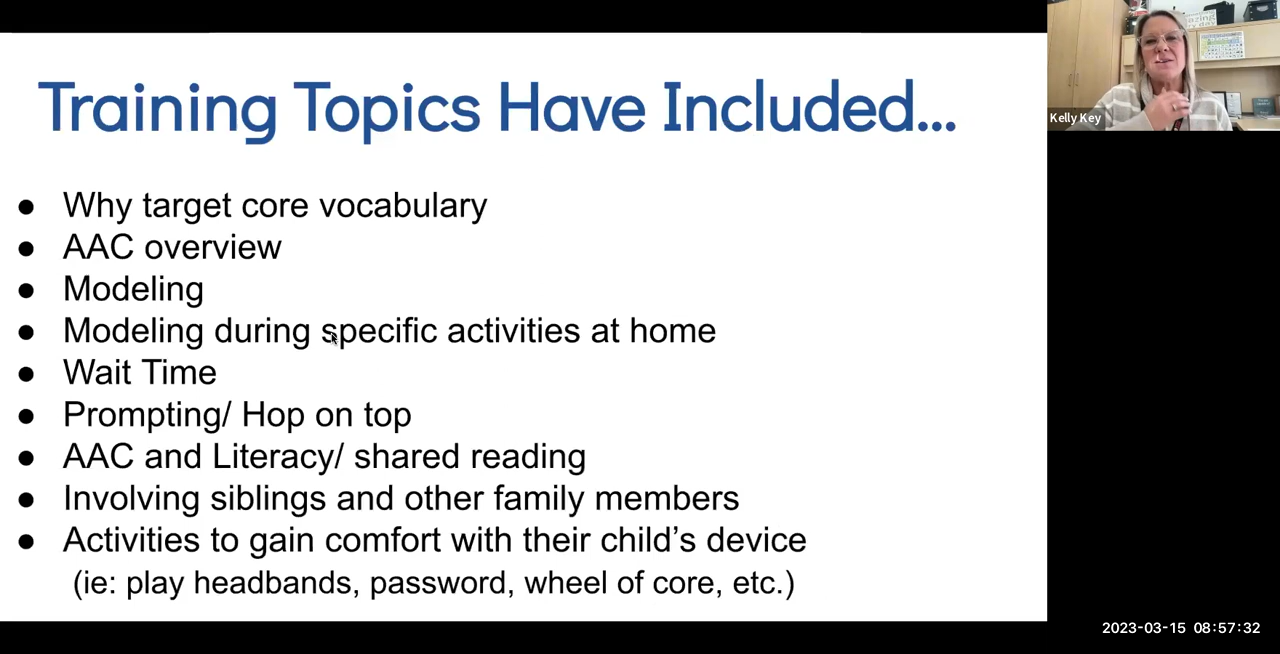 Training Topics Have Included...
● Why target core vocabulary
● AAC overview
● Modeling
● Modeling during specific activities at home
● Wait Time
● Prompting/ Hop on top
● AAC and Literacy/ shared reading
● Involving siblings and other family members
● Activities to gain comfort with their child’s device
(ie: play headbands, password, wheel of core, etc.)
Kelly Key
2023-03-15 08:57:32